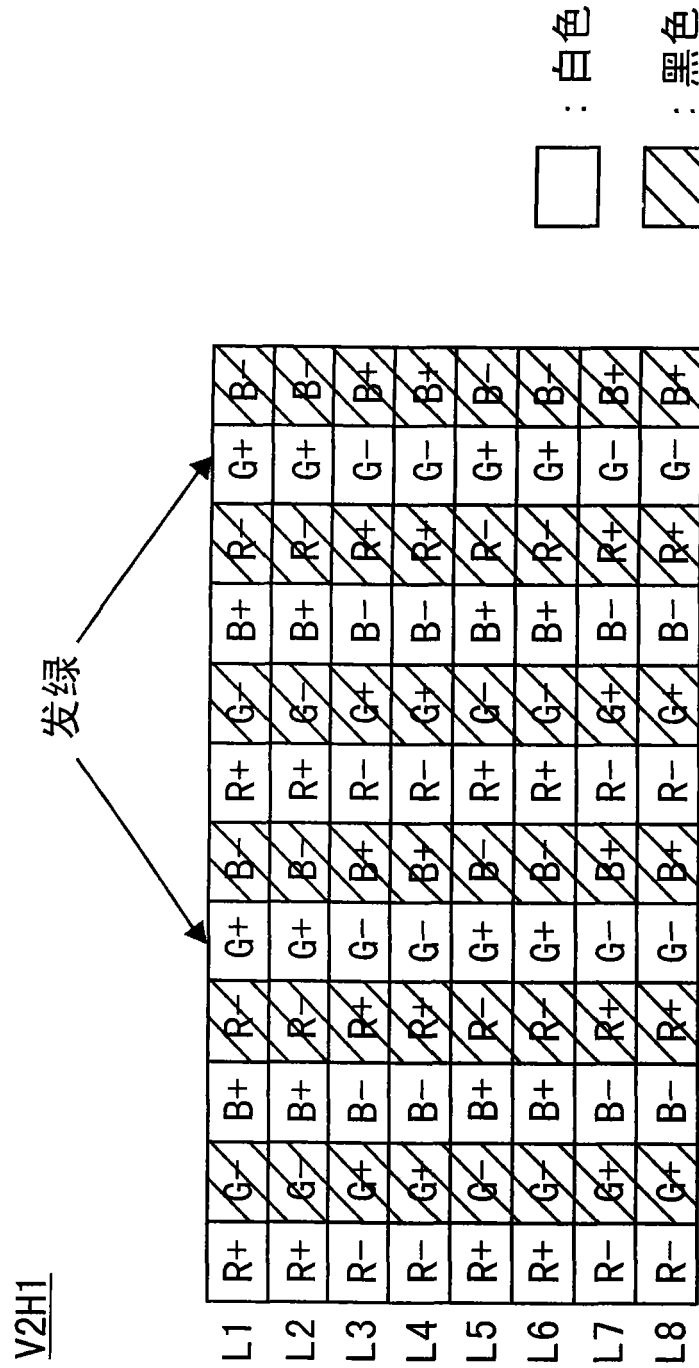 V2H1
发绿
L1 R+ G- B+ R- G+ B- R+ G- B+ R- G+ B-
L2 R+ G- B+ R- G+ B- R+ G- B+ R- G+ B-
L3 R- G+ B- R+ G- B+ R- G+ B- R+ G- B+
L4 R- G+ B- R+ G- B+ R- G+ B- R+ G- B+
L5 R+ G- B+ R- G+ B- R+ G- B+ R- G+ B-
L6 R+ G- B+ R- G+ B- R+ G- B+ R- G+ B-
L7 R- G+ B- R+ G- B+ R- G+ B- R+ G- B+
L8 R- G+ B- R+ G- B+ R- G+ B- R+ G- B+
：白色
：黑色